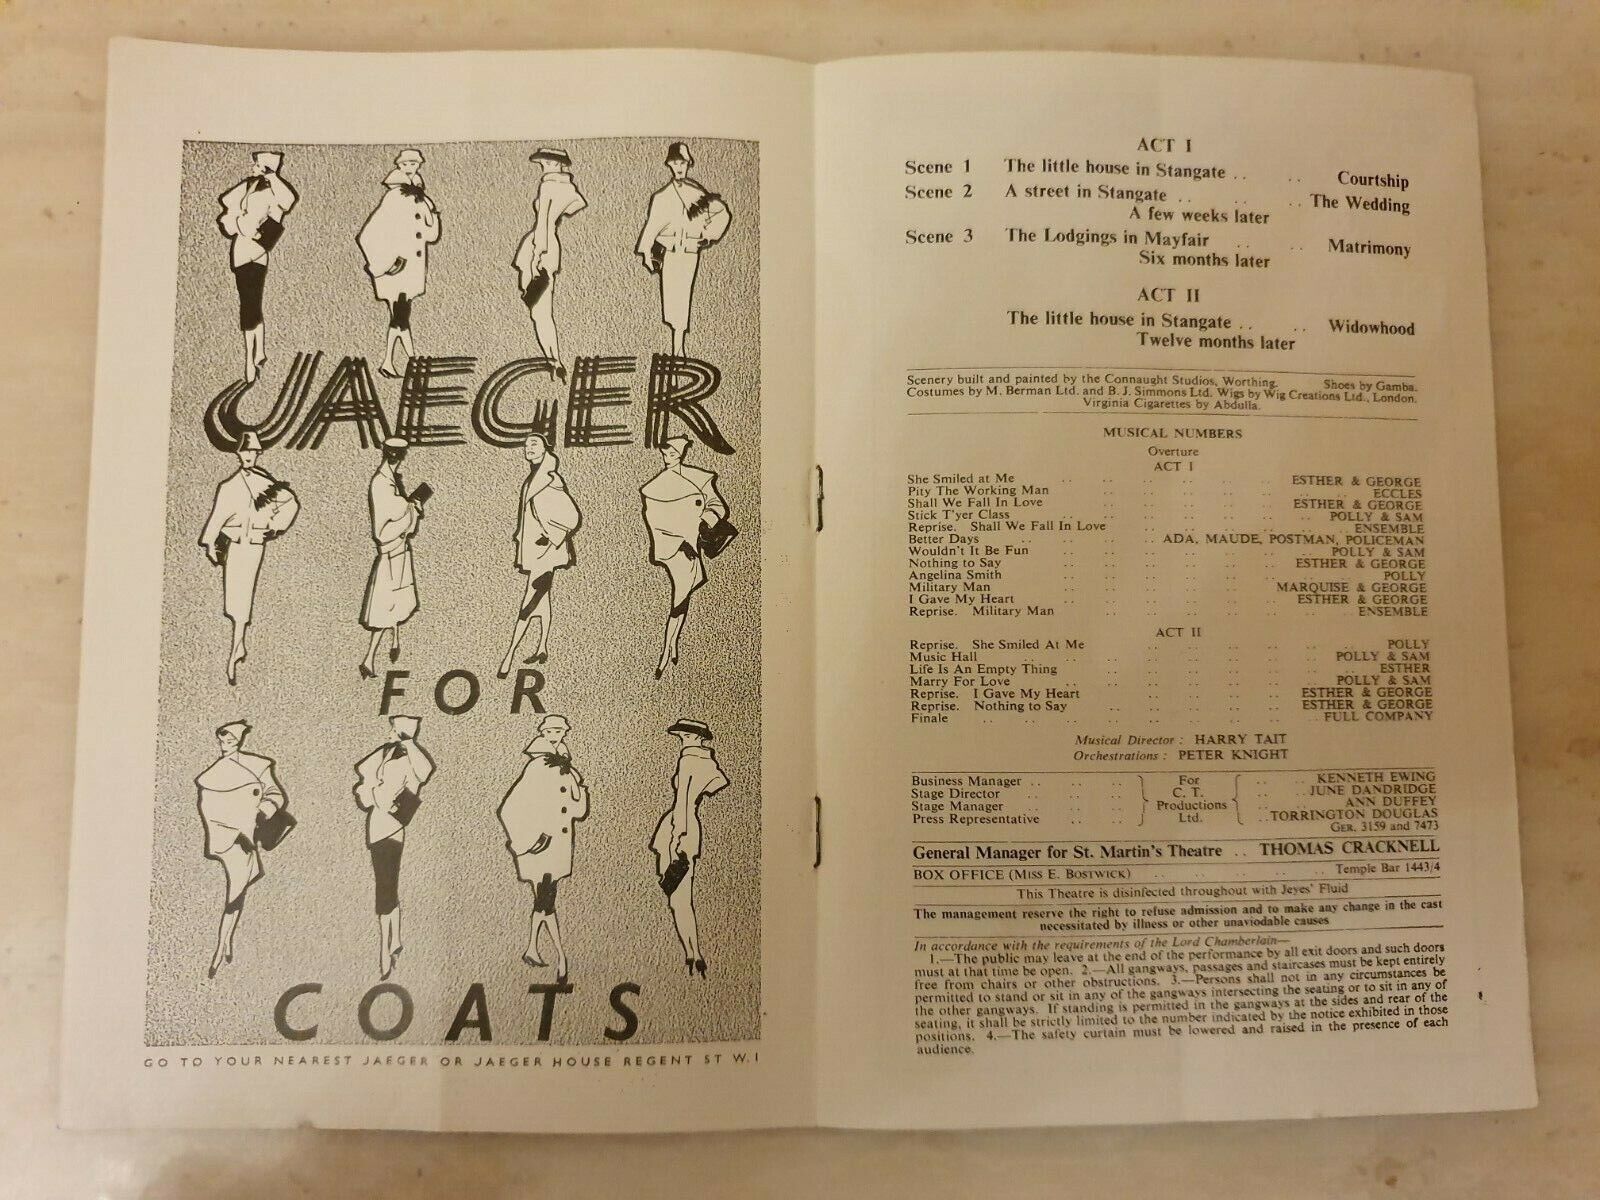 JAEGER
FOR
COATS
GO TO YOUR NEAREST JAEGER OR JAEGER HOUSE REGENT ST W.1
ACT I
Scene 1 The little house in Stangate .. .. Courtship
Scene 2 A street in Stangate .. .. .. The Wedding
A few weeks later
Scene 3 The Lodgings in Mayfair .. .. Matrimony
Six months later
ACT II
The little house in Stangate .. .. Widowhood
Twelve months later
Scenery built and painted by the Connaught Studios, Worthing. Shoes by Gamba.
Costumes by M. Berman Ltd. and B. J. Simmons Ltd. Wigs by Wig Creations Ltd., London.
Virginia Cigarettes by Abdulla.
MUSICAL NUMBERS
Overture
ACT I
She Smiled at Me .. .. .. .. .. ESTHER & GEORGE
Pity The Working Man .. .. .. .. .. .. ECCLES
Shall We Fall In Love .. .. .. .. .. ESTHER & GEORGE
Stick T'yer Class .. .. .. .. .. .. POLLY & SAM
Reprise. Shall We Fall In Love .. .. .. .. .. ENSEMBLE
Better Days .. .. .. .. ADA, MAUDE, POSTMAN, POLICEMAN
Wouldn't It Be Fun .. .. .. .. .. .. POLLY & SAM
Nothing to Say .. .. .. .. .. ESTHER & GEORGE
Angelina Smith .. .. .. .. .. .. POLLY
Military Man .. .. .. .. .. MARQUISE & GEORGE
I Gave My Heart .. .. .. .. .. ESTHER & GEORGE
Reprise. Military Man .. .. .. .. .. ENSEMBLE
ACT II
Reprise. She Smiled At Me .. .. .. .. .. POLLY
Music Hall .. .. .. .. .. .. POLLY & SAM
Life Is An Empty Thing .. .. .. .. .. ESTHER
Marry For Love .. .. .. .. .. .. POLLY & SAM
Reprise. I Gave My Heart .. .. .. .. ESTHER & GEORGE
Reprise. Nothing to Say .. .. .. .. .. ESTHER & GEORGE
Finale .. .. .. .. .. .. .. .. FULL COMPANY
Musical Director : HARRY TAIT
Orchestrations : PETER KNIGHT
Business Manager .. .. .. For .. .. KENNETH EWING
Stage Director .. .. .. C. T. .. .. JUNE DANDRIDGE
Stage Manager .. .. .. Productions .. .. ANN DUFFEY
Press Representative .. .. Ltd. .. TORRINGTON DOUGLAS
GER. 3159 and 7473
General Manager for St. Martin's Theatre .. THOMAS CRACKNELL
BOX OFFICE (MISS E. BOSTWICK) .. .. .. .. .. Temple Bar 1443/4
This Theatre is disinfected throughout with Jeyes' Fluid
The management reserve the right to refuse admission and to make any change in the cast
necessitated by illness or other unaviodable causes
In accordance with the requirements of the Lord Chamberlain—
1.—The public may leave at the end of the performance by all exit doors and such doors
must at that time be open. 2.—All gangways, passages and staircases must be kept entirely
free from chairs or other obstructions. 3.—Persons shall not in any circumstances be
permitted to stand or sit in any of the gangways intersecting the seating or to sit in any of
the other gangways. If standing is permitted in the gangways at the sides and rear of the
seating, it shall be strictly limited to the number indicated by the notice exhibited in those
positions. 4.—The safety curtain must be lowered and raised in the presence of each
audience.